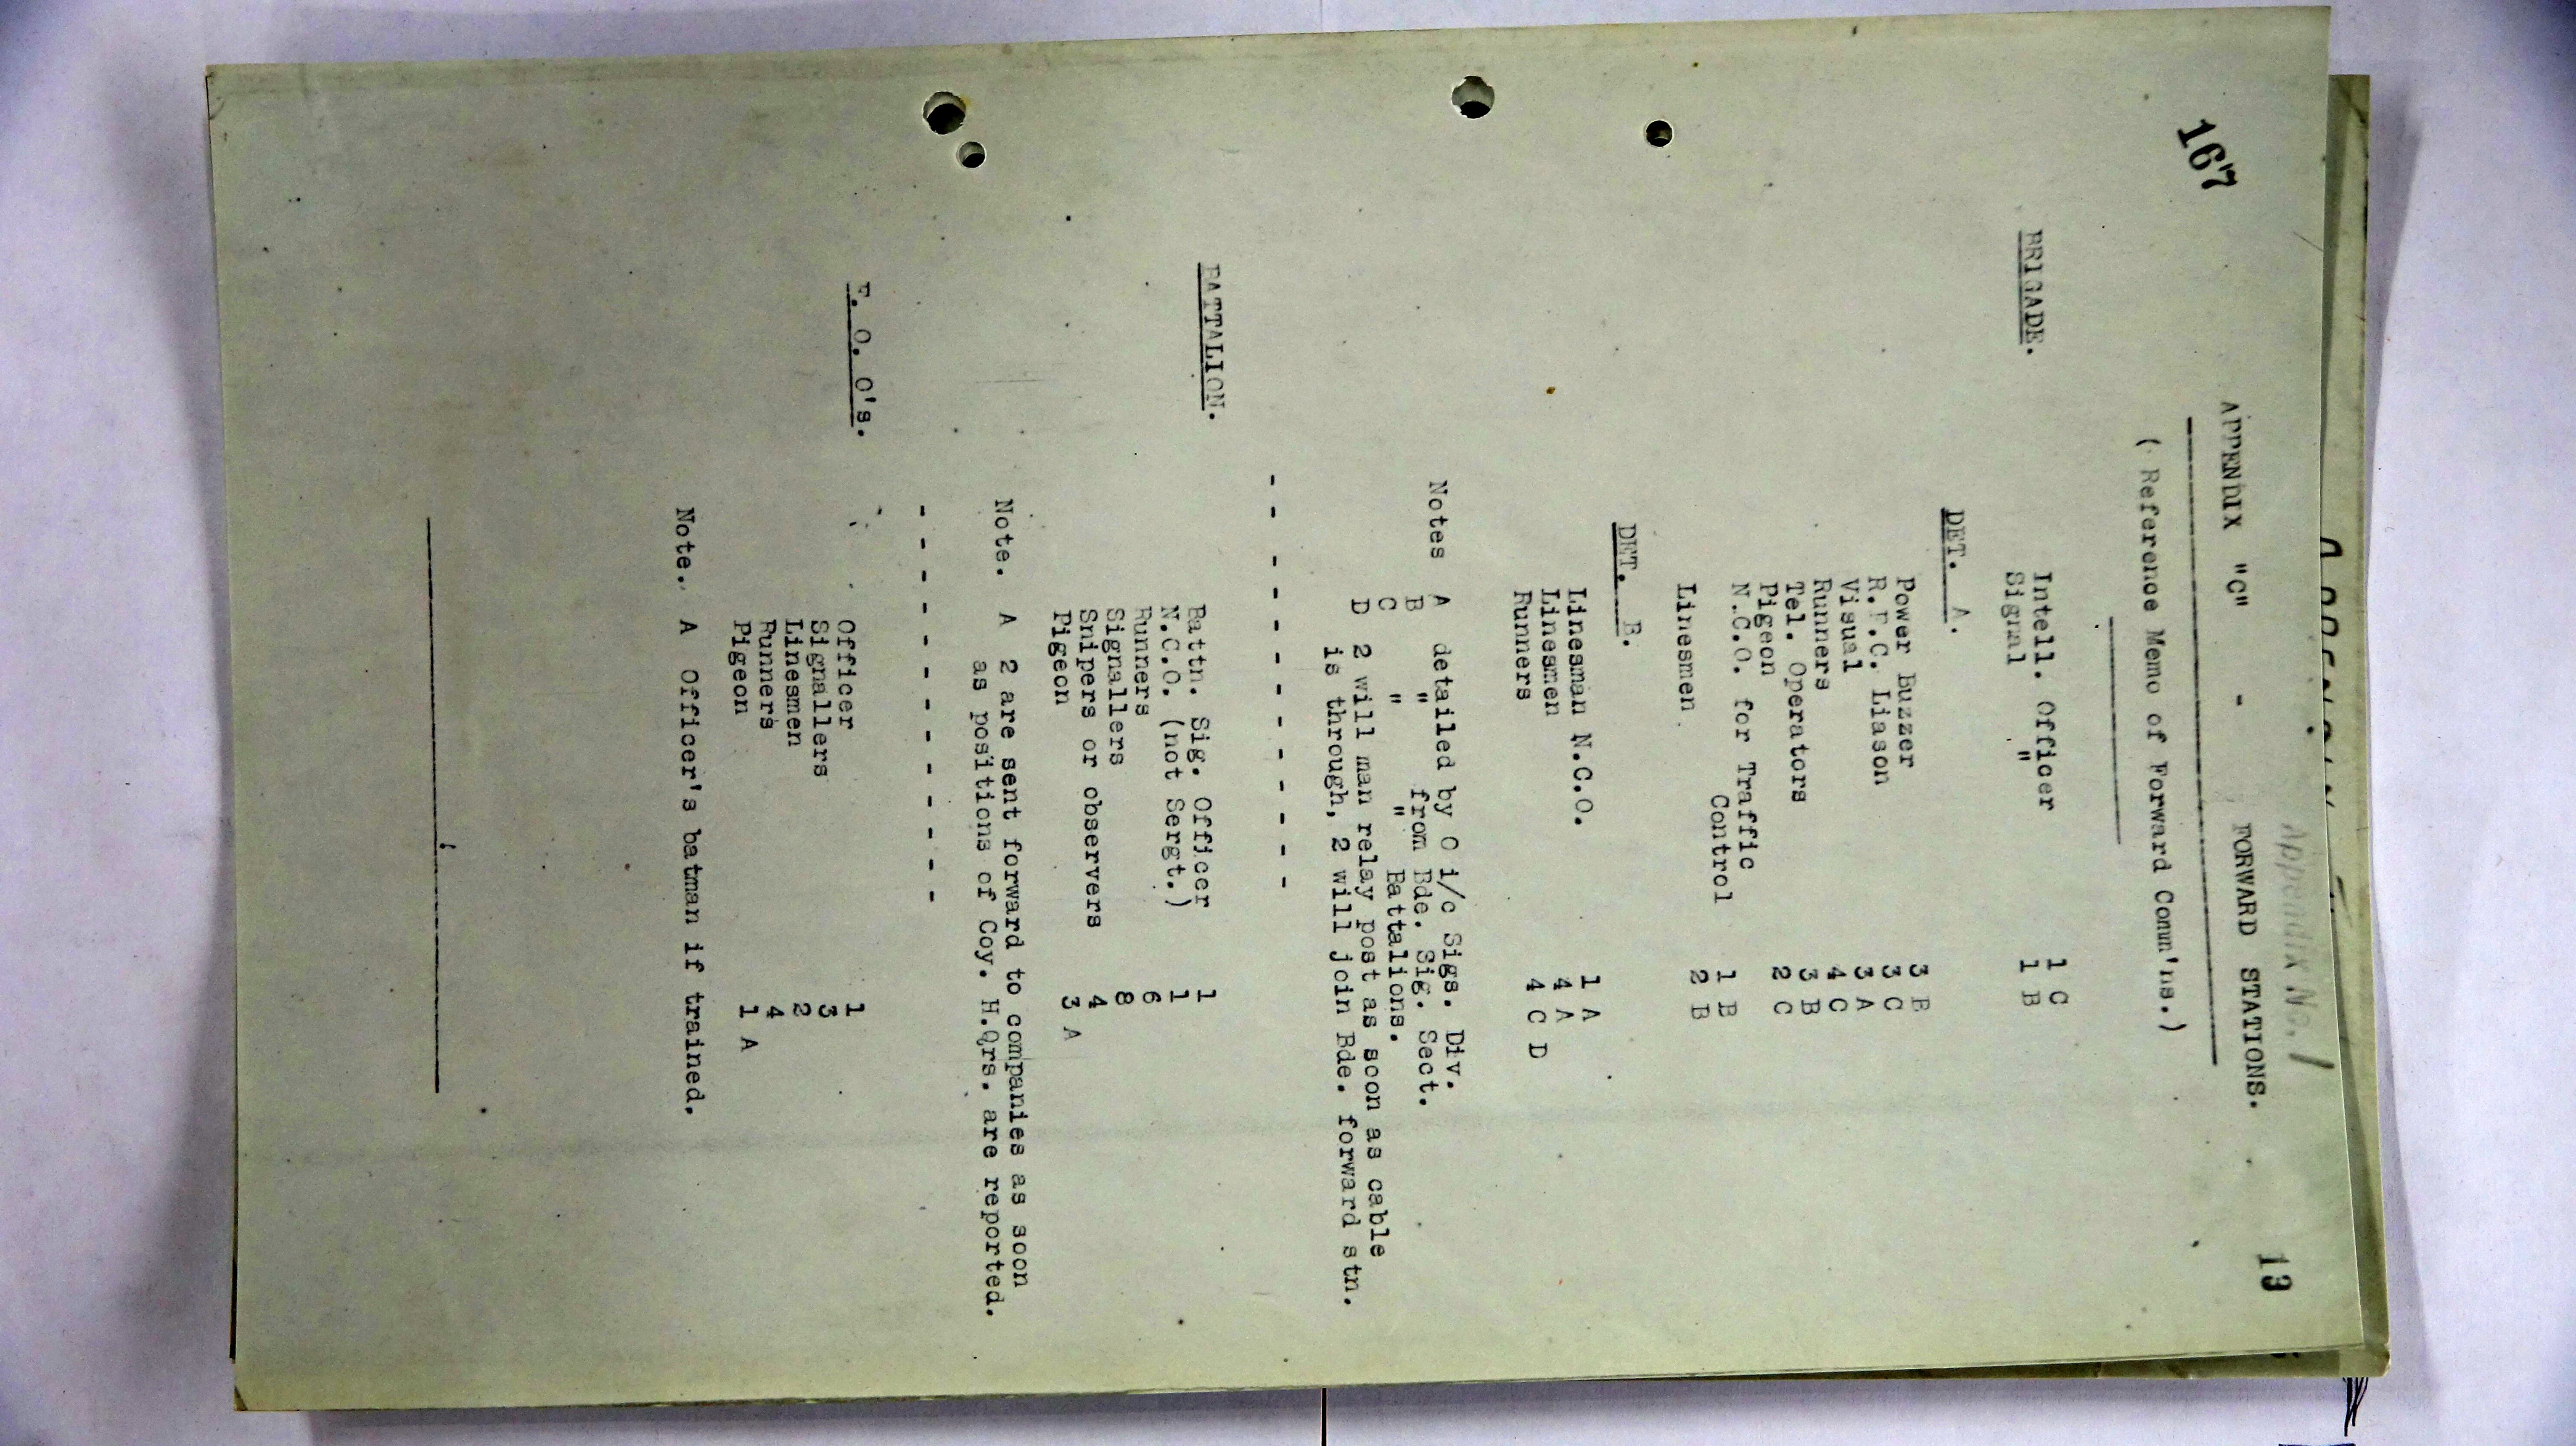 167
13
Appendix No. 1
APPENDIX "C" - FORWARD STATIONS.
( Reference Memo of Forward Comm'ns.)
BRIGADE.
Intell. Officer 1 C
Signal " 1 B
DET. A.
Power Buzzer 3 B
R.F.C. Liason 3 C
Visual 3 A
Runners 4 C
Tel. Operators 3 B
Pigeon 2 C
N.C.O. for Traffic
Control 1 B
Linesmen 2 B
DET. B.
Linesman N.C.O. 1 A
Linesmen 4 A
Runners 4 C D
Notes A detailed by O i/c Sigs. Div.
B " from Bde. Sig. Sect.
C " " Battalions.
D 2 will man relay post as soon as cable
is through, 2 will join Bde. forward stn.
- - - - - - - - - - -
BATTALION.
Battn. Sig. Officer 1
N.C.O. (not Sergt.) 1
Runners 6
Signallers 8
Snipers or observers 4
Pigeon 3 A
Note. A 2 are sent forward to companies as soon
as positions of Coy. H.Qrs. are reported.
- - - - - - - - - - -
F. O. O's.
Officer 1
Signallers 3
Linesmen 2
Runners 4
Pigeon 1 A
Note. A Officer's batman if trained.